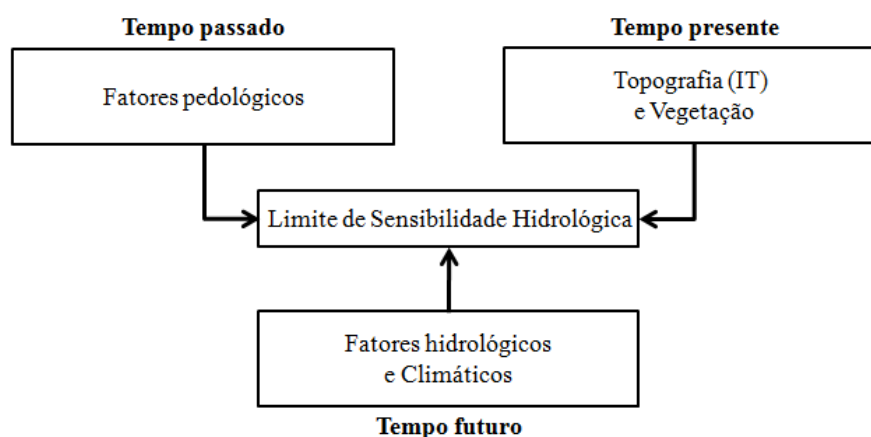 Tempo passado
Tempo presente
Fatores pedológicos
Topografia (IT)
e Vegetação
Limite de Sensibilidade Hidrológica
Fatores hidrológicos
e Climáticos
Tempo futuro